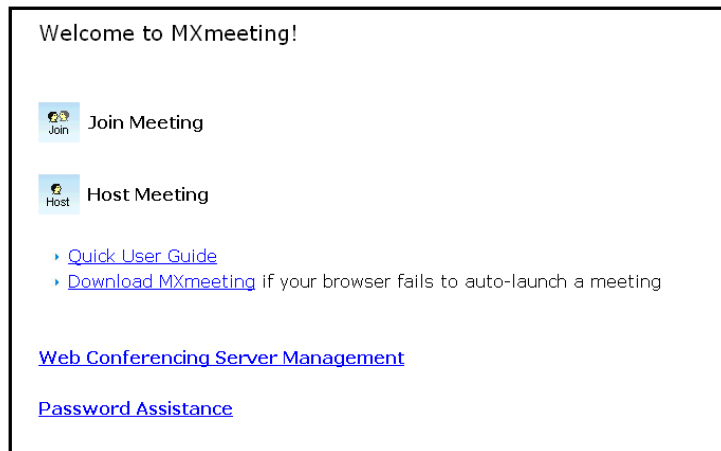 Welcome to MXmeeting!
Join
Join Meeting
Host
Host Meeting
Quick User Guide
Download MXmeeting if your browser fails to auto-launch a meeting
Web Conferencing Server Management
Password Assistance